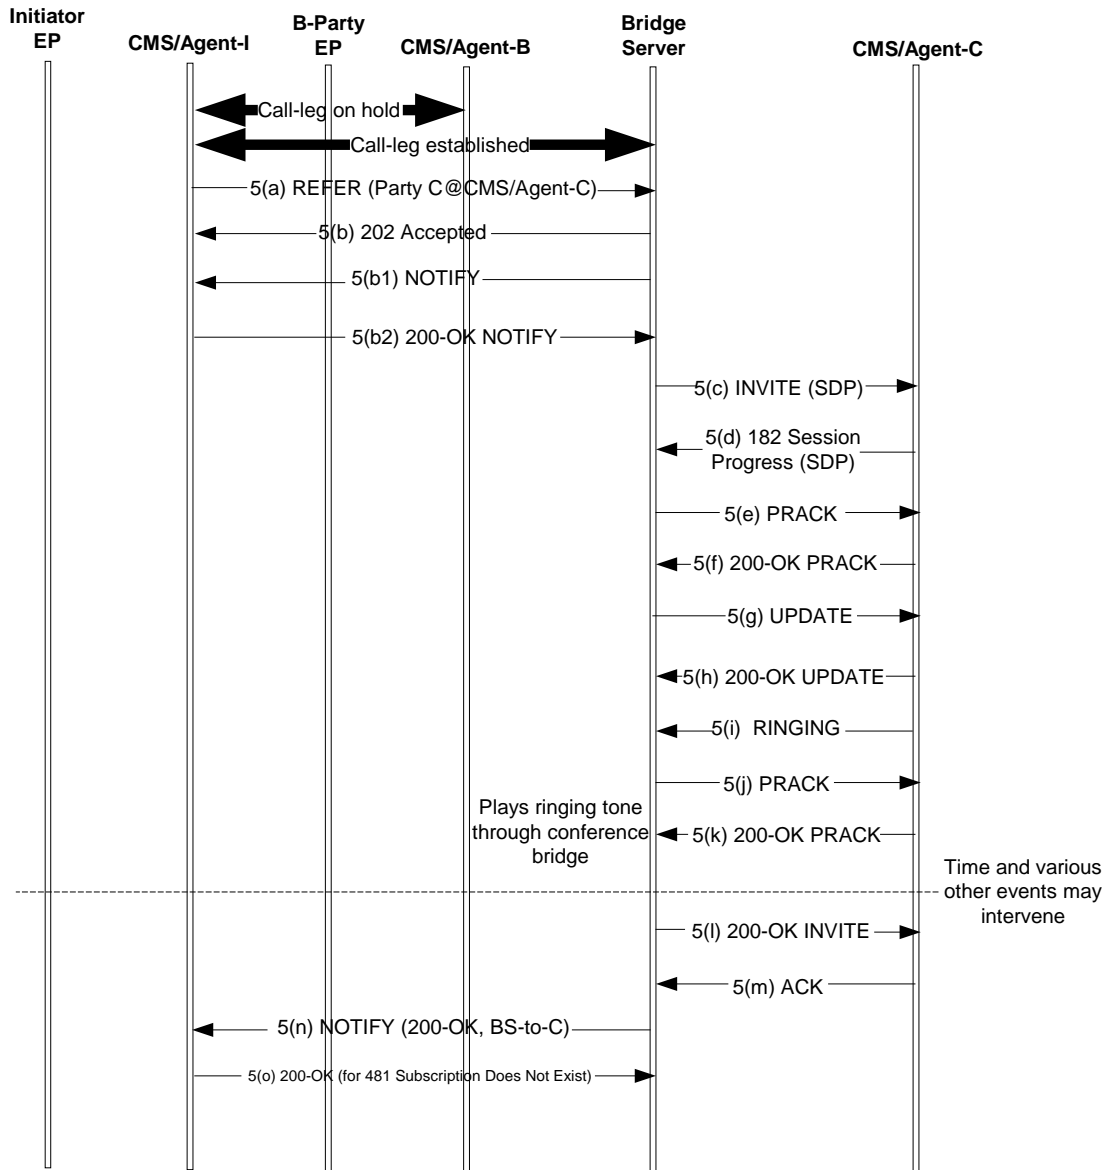 Initiator
EP
CMS/Agent-I
B-Party
EP
CMS/Agent-B
Bridge
Server
CMS/Agent-C
Call-leg on hold
Call-leg established
5(a) REFER (Party C@CMS/Agent-C)
5(b) 202 Accepted
5(b1) NOTIFY
5(b2) 200-OK NOTIFY
5(c) INVITE (SDP)
5(d) 182 Session
Progress (SDP)
5(e) PRACK
5(f) 200-OK PRACK
5(g) UPDATE
5(h) 200-OK UPDATE
5(i) RINGING
5(j) PRACK
Plays ringing tone
through conference
bridge
5(k) 200-OK PRACK
Time and various
other events may
intervene
5(l) 200-OK INVITE
5(m) ACK
5(n) NOTIFY (200-OK, BS-to-C)
5(o) 200-OK (for 481 Subscription Does Not Exist)